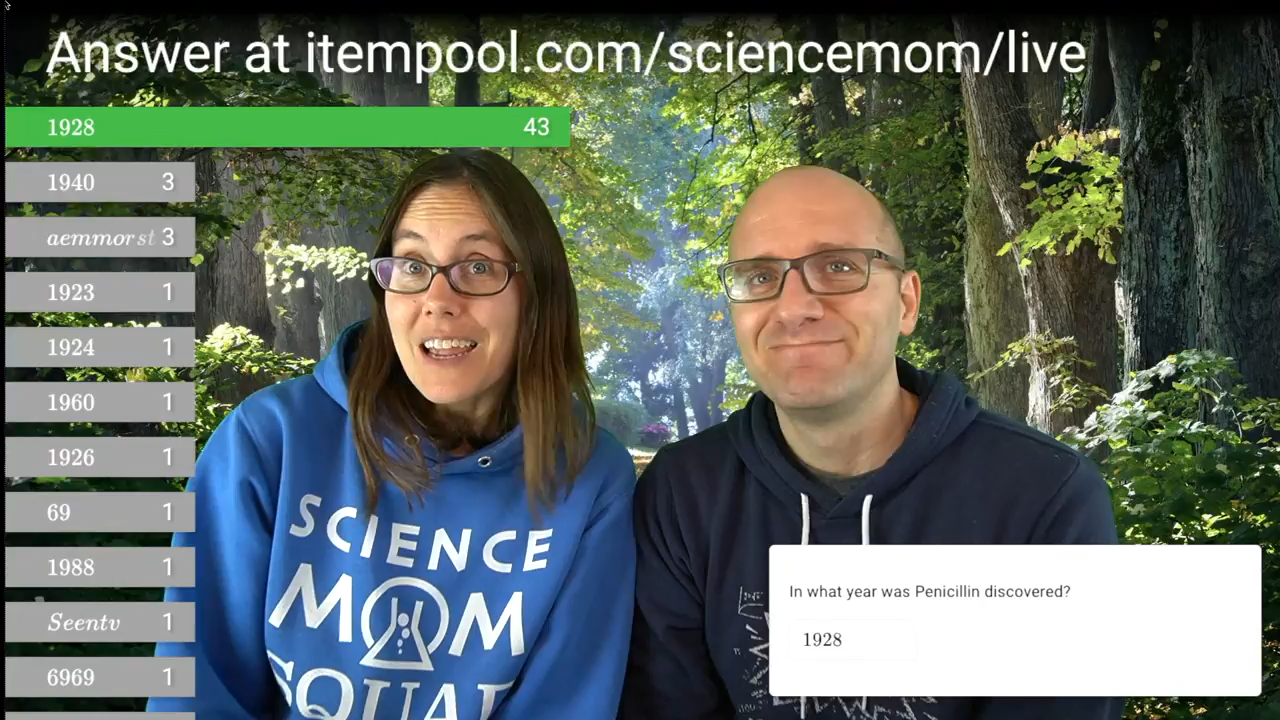 Answer at itempool.com/sciencemom/live
1928 43
1940 3
aemmorst 3
1923 1
1924 1
1960 1
1926 1
69 1
1988 1
Seentv 1
6969 1
SCIENCE
MOM
SQUAD
In what year was Penicillin discovered?
1928